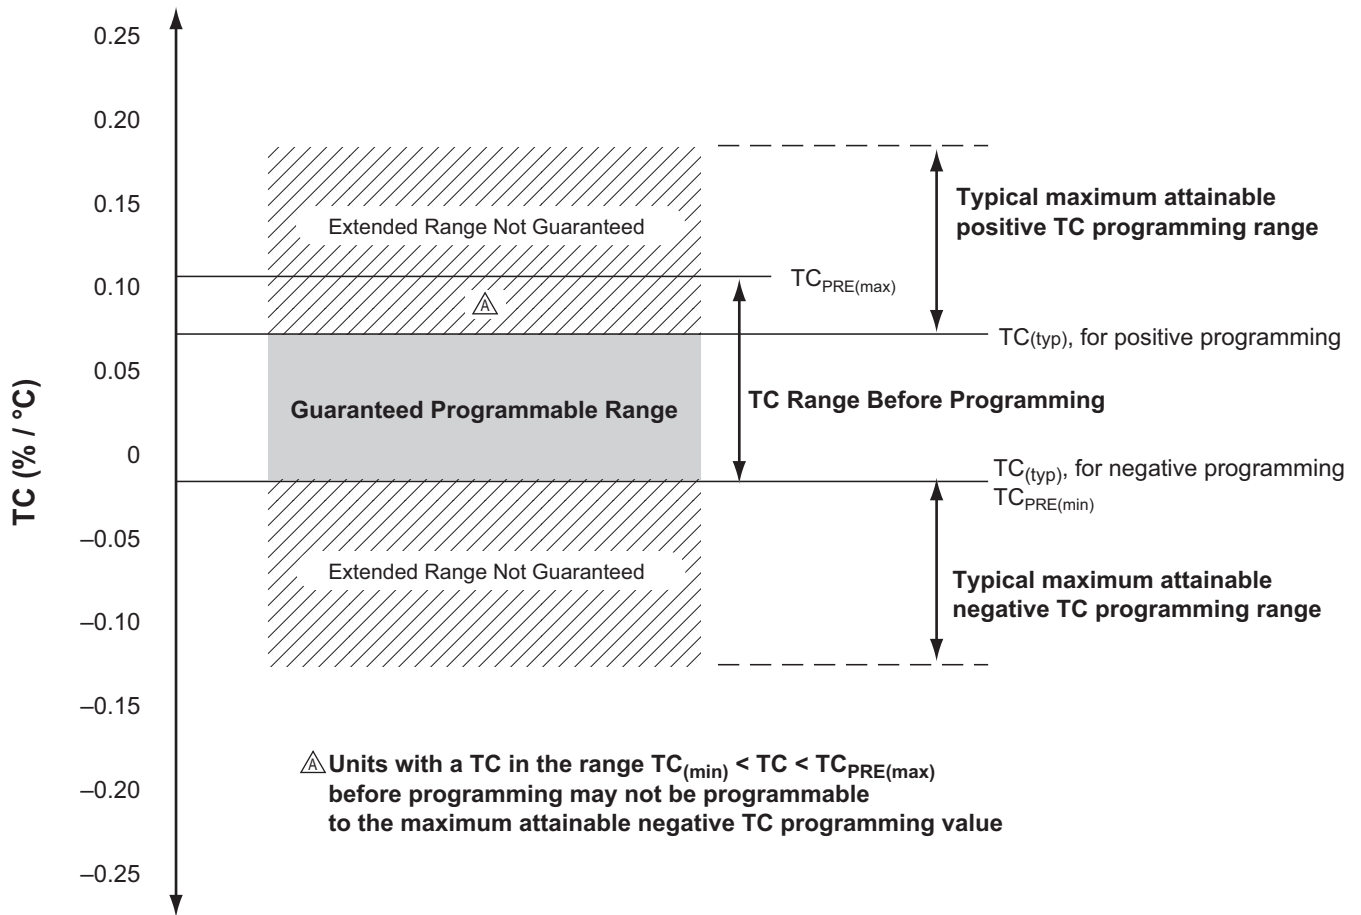 0.25
0.20
0.15
0.10
0.05
0
–0.05
–0.10
–0.15
–0.20
–0.25
TC (% / °C)
Extended Range Not Guaranteed
A
Guaranteed Programmable Range
Extended Range Not Guaranteed
Typical maximum attainable
positive TC programming range
TCPRE(max)
TC(typ), for positive programming
TC Range Before Programming
TC(typ), for negative programming
TCPRE(min)
Typical maximum attainable
negative TC programming range
A Units with a TC in the range TC(min) < TC < TCPRE(max)
before programming may not be programmable
to the maximum attainable negative TC programming value